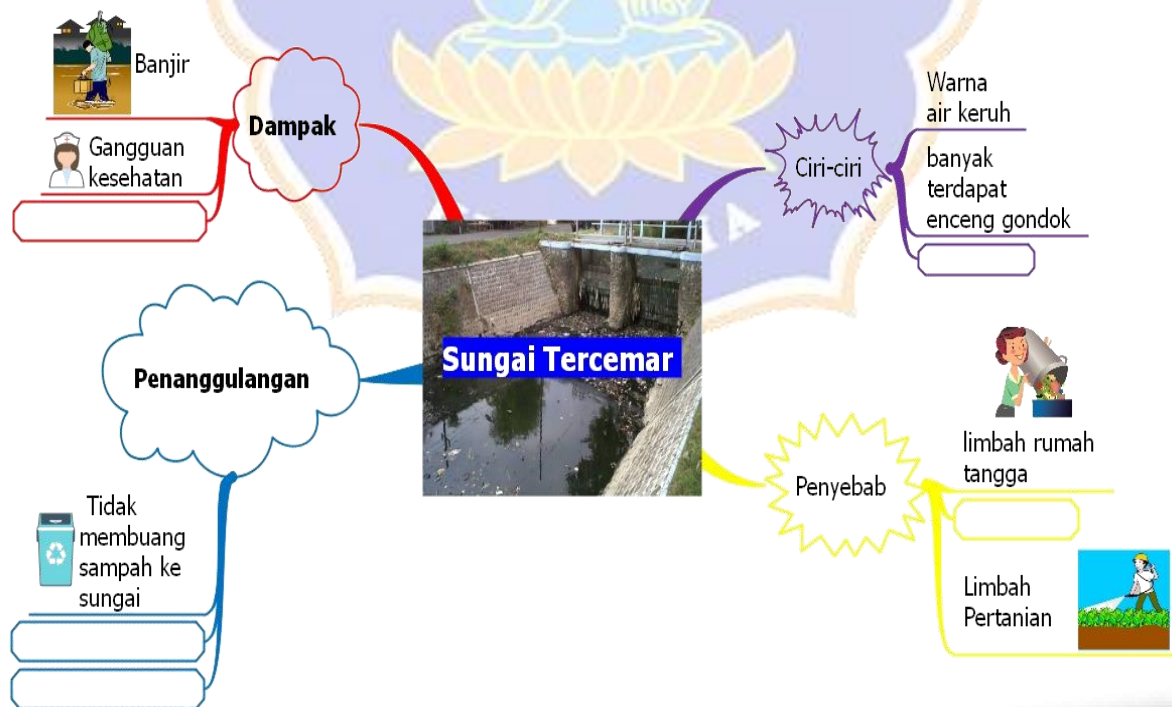 Banjir
Gangguan
kesehatan
Dampak
Ciri-ciri
Warna
air keruh
banyak
terdapat
enceng gondok
Sungai Tercemar
Penanggulangan
Tidak
membuang
sampah ke
sungai
Penyebab
limbah rumah
tangga
Limbah
Pertanian